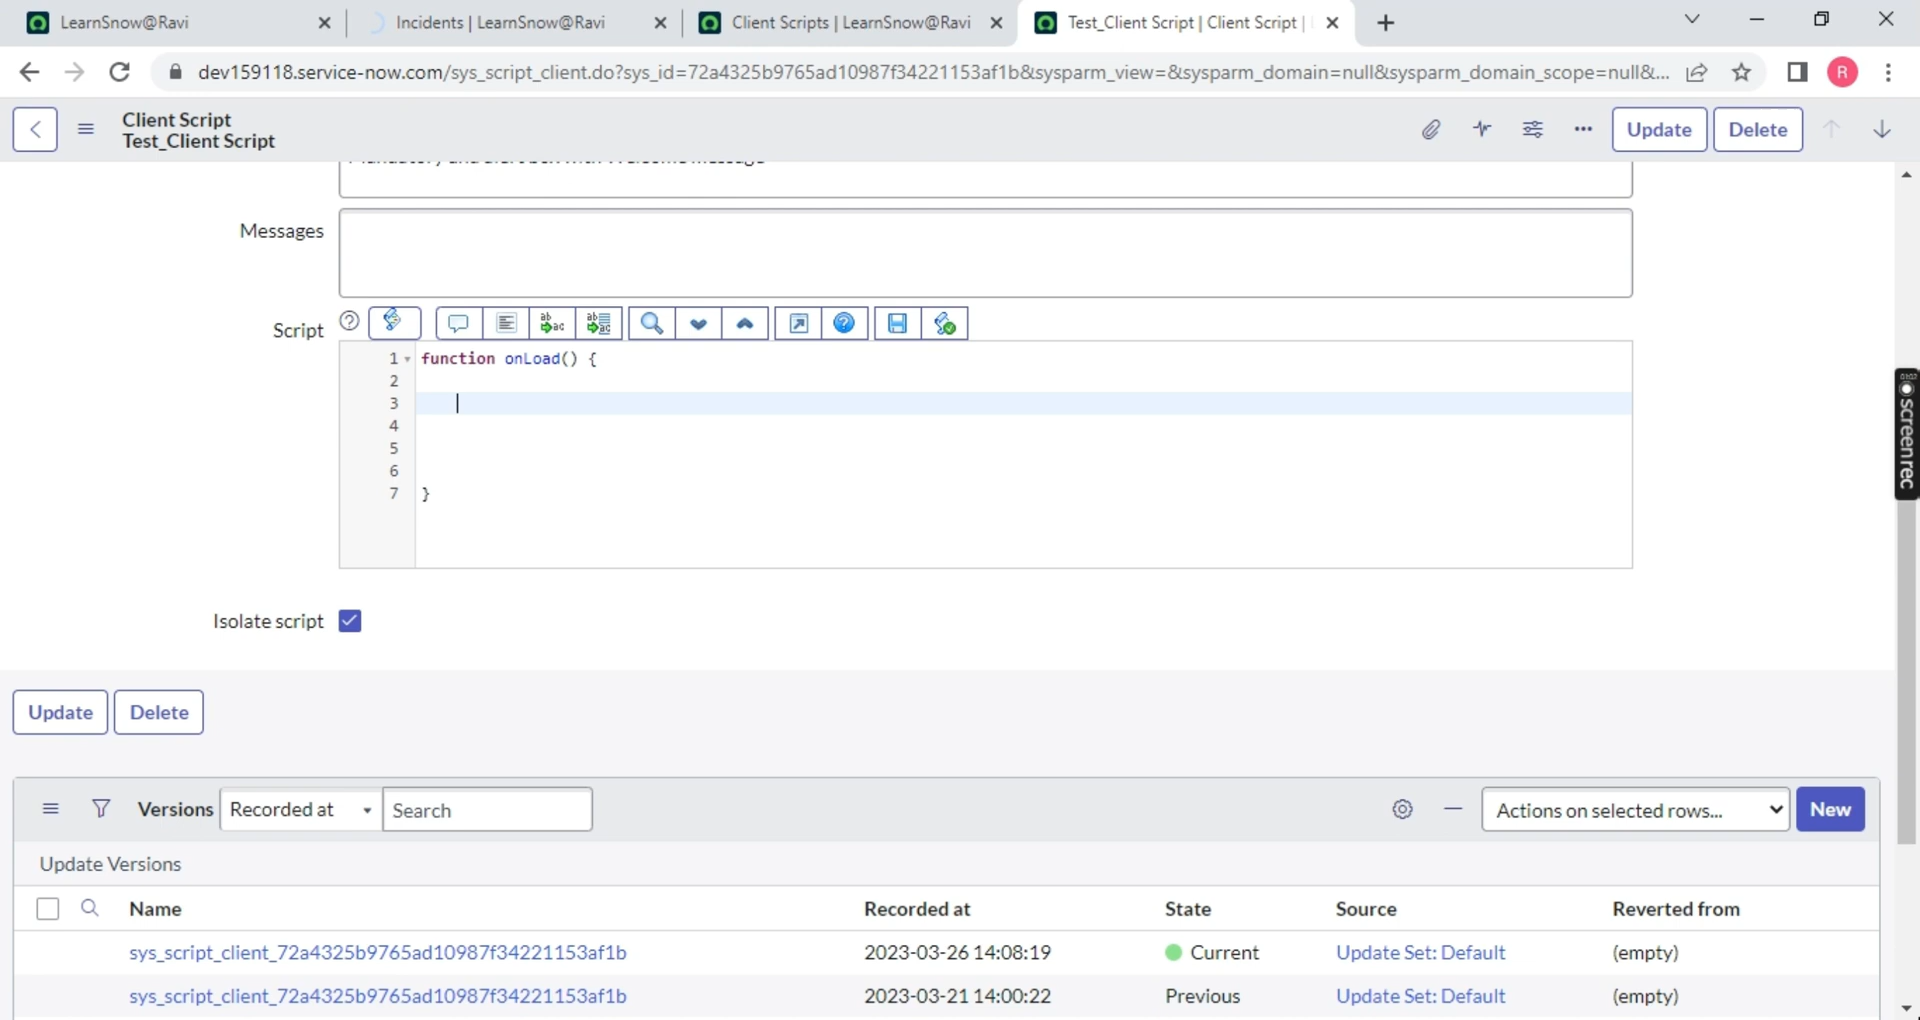 LearnSnow@Ravi
Incidents | LearnSnow@Ravi
Client Scripts | LearnSnow@Ravi
Test_Client Script | Client Script |
dev159118.service-now.com/sys_script_client.do?sys_id=72a4325b9765ad10987f34221153af1b&sysparm_view=&sysparm_domain=null&sysparm_domain_scope=null&...
R
Client Script
Test_Client Script
Update
Delete
Messages
Script
1 function onLoad() {
2
3
4
5
6
7 }
Isolate script
Update
Delete
Versions
Recorded at
Search
Actions on selected rows...
New
Update Versions
Name Recorded at State Source Reverted from
sys_script_client_72a4325b9765ad10987f34221153af1b 2023-03-26 14:08:19 Current Update Set: Default (empty)
sys_script_client_72a4325b9765ad10987f34221153af1b 2023-03-21 14:00:22 Previous Update Set: Default (empty)
screenrec